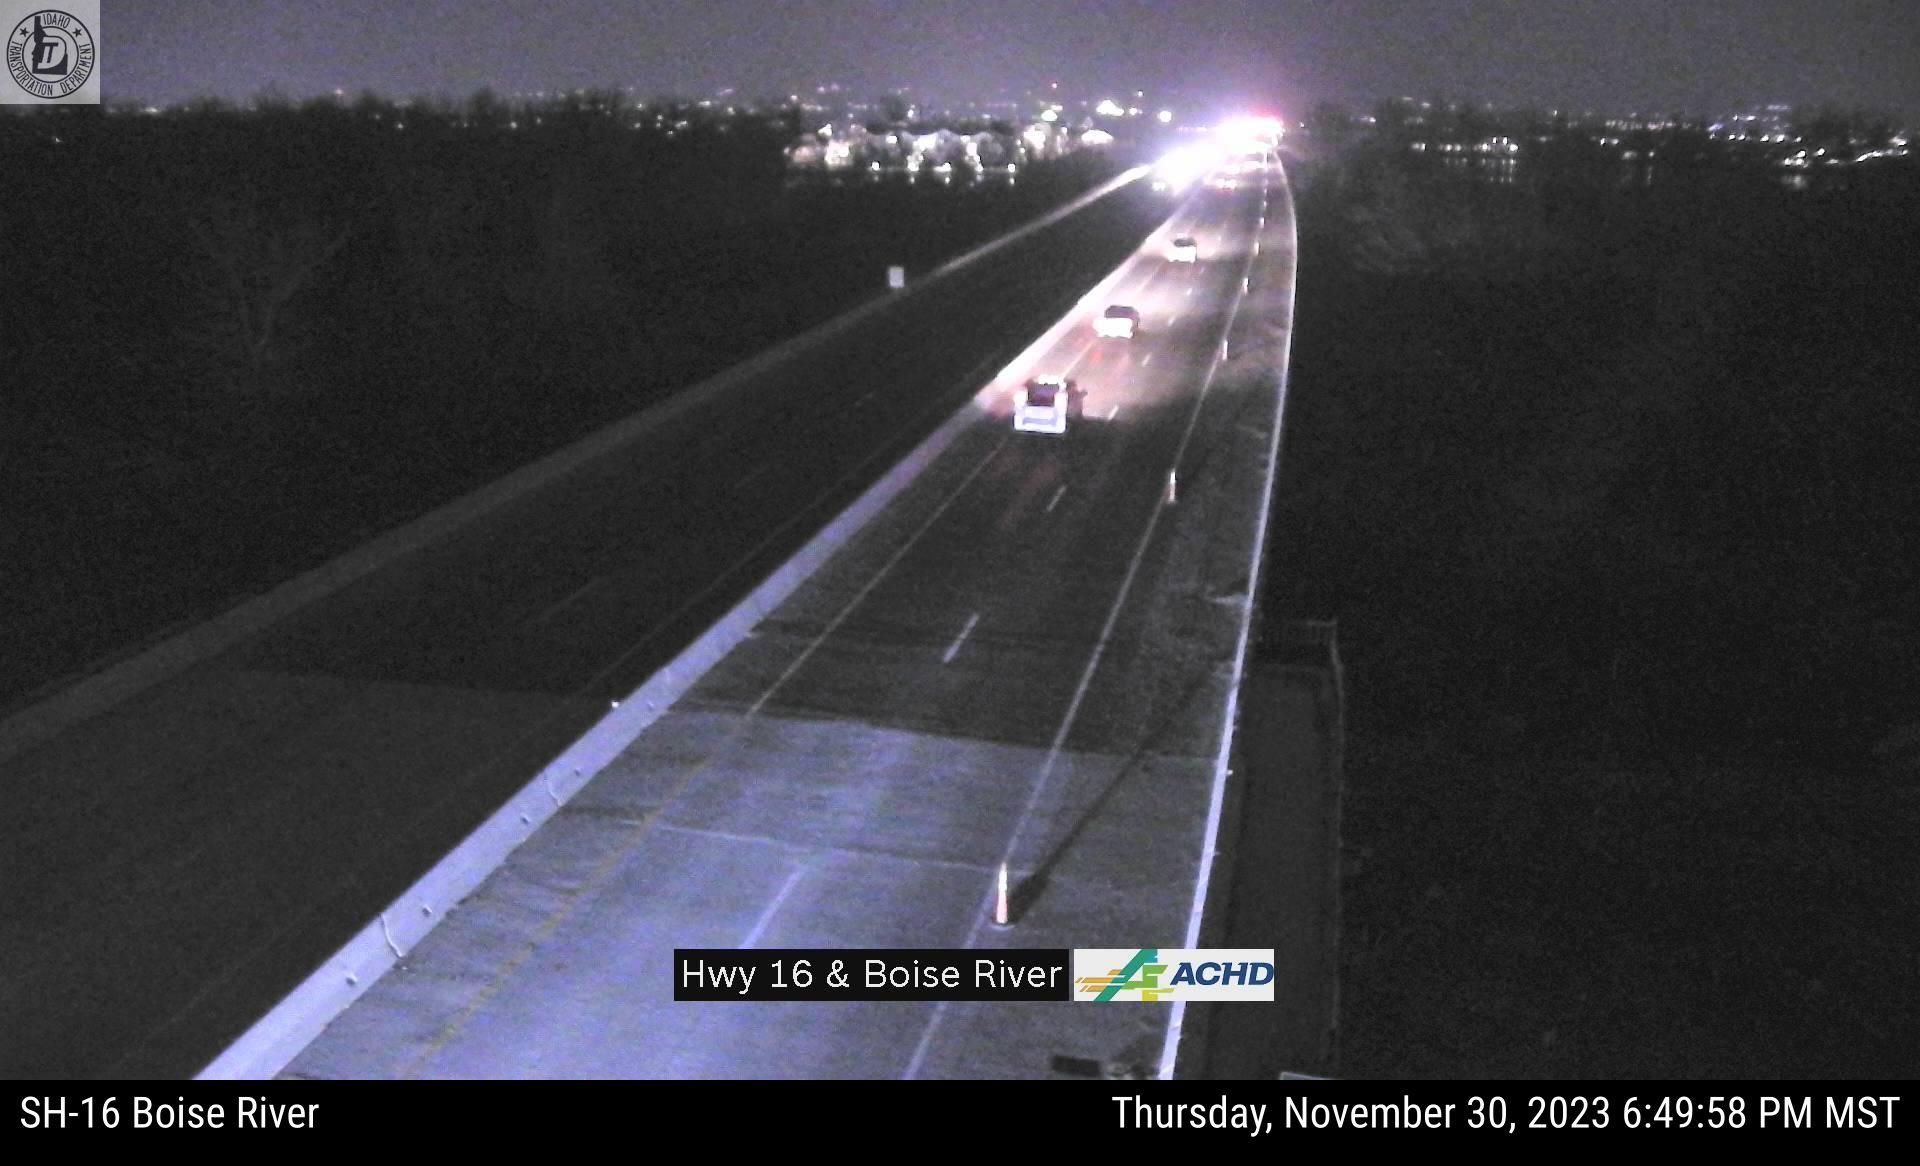 IDAHO
TRANSPORTATION DEPARTMENT
Hwy 16 & Boise River
ACHD
SH-16 Boise River
Thursday, November 30, 2023 6:49:58 PM MST